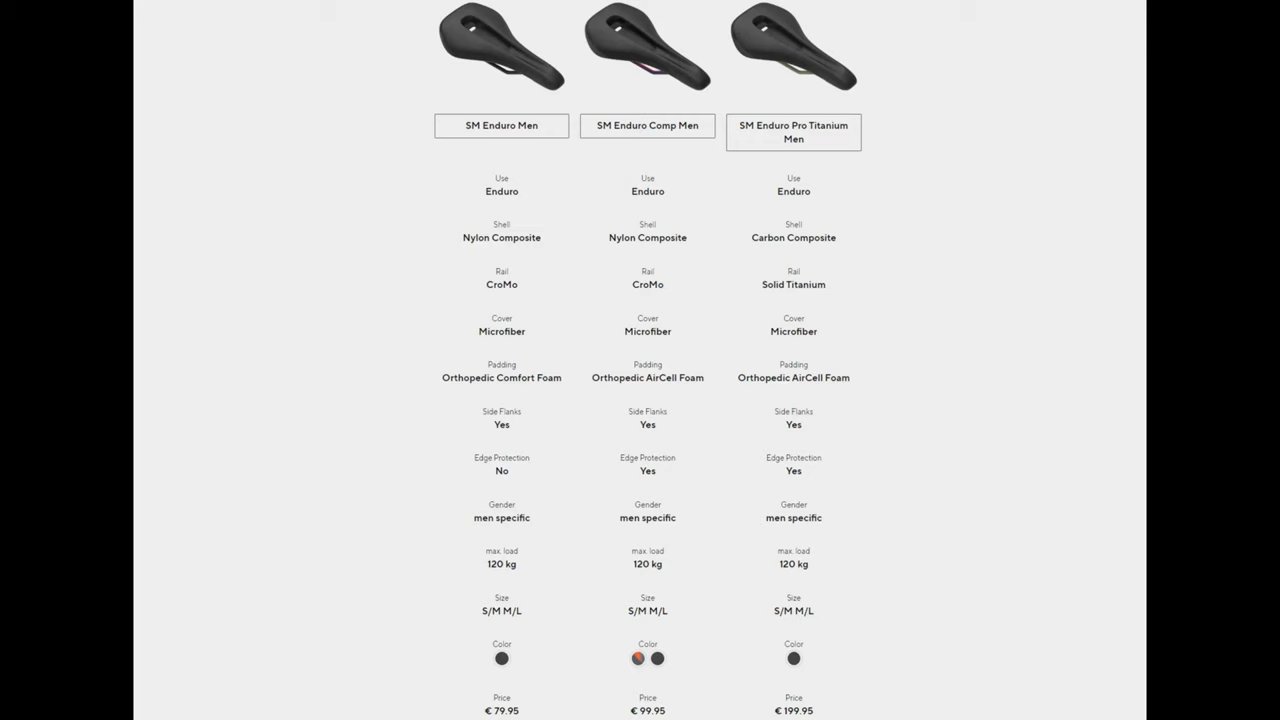 SM Enduro Men
SM Enduro Comp Men
SM Enduro Pro Titanium
Men
Use
Enduro
Use
Enduro
Use
Enduro
Shell
Nylon Composite
Shell
Nylon Composite
Shell
Carbon Composite
Rail
CroMo
Rail
CroMo
Rail
Solid Titanium
Cover
Microfiber
Cover
Microfiber
Cover
Microfiber
Padding
Orthopedic Comfort Foam
Padding
Orthopedic AirCell Foam
Padding
Orthopedic AirCell Foam
Side Flanks
Yes
Side Flanks
Yes
Side Flanks
Yes
Edge Protection
No
Edge Protection
Yes
Edge Protection
Yes
Gender
men specific
Gender
men specific
Gender
men specific
max. load
120 kg
max. load
120 kg
max. load
120 kg
Size
S/M M/L
Size
S/M M/L
Size
S/M M/L
Color
Color
Color
Price
€ 79.95
Price
€ 99.95
Price
€ 199.95